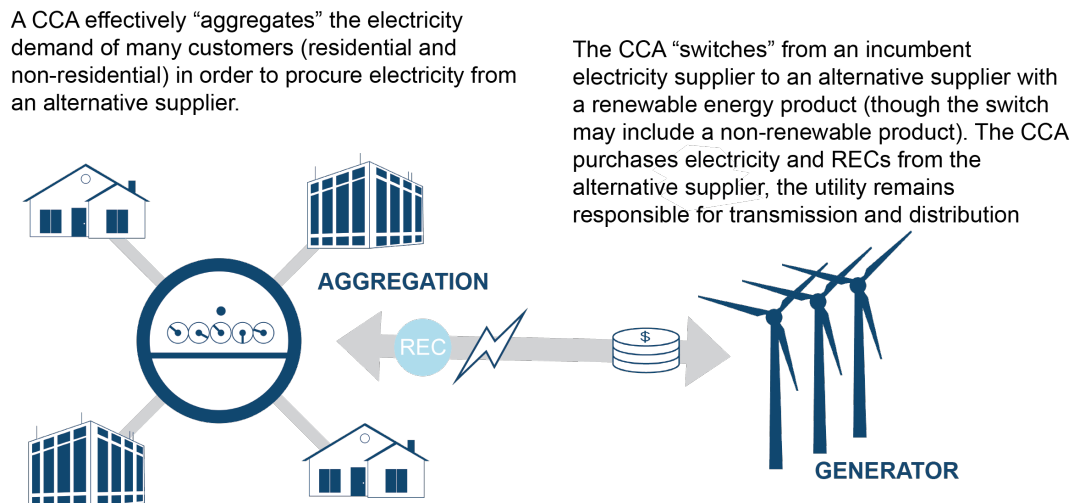 A CCA effectively “aggregates” the electricity
demand of many customers (residential and
non-residential) in order to procure electricity from
an alternative supplier.
The CCA “switches” from an incumbent
electricity supplier to an alternative supplier with
a renewable energy product (though the switch
may include a non-renewable product). The CCA
purchases electricity and RECs from the
alternative supplier, the utility remains
responsible for transmission and distribution
AGGREGATION
REC
$
GENERATOR